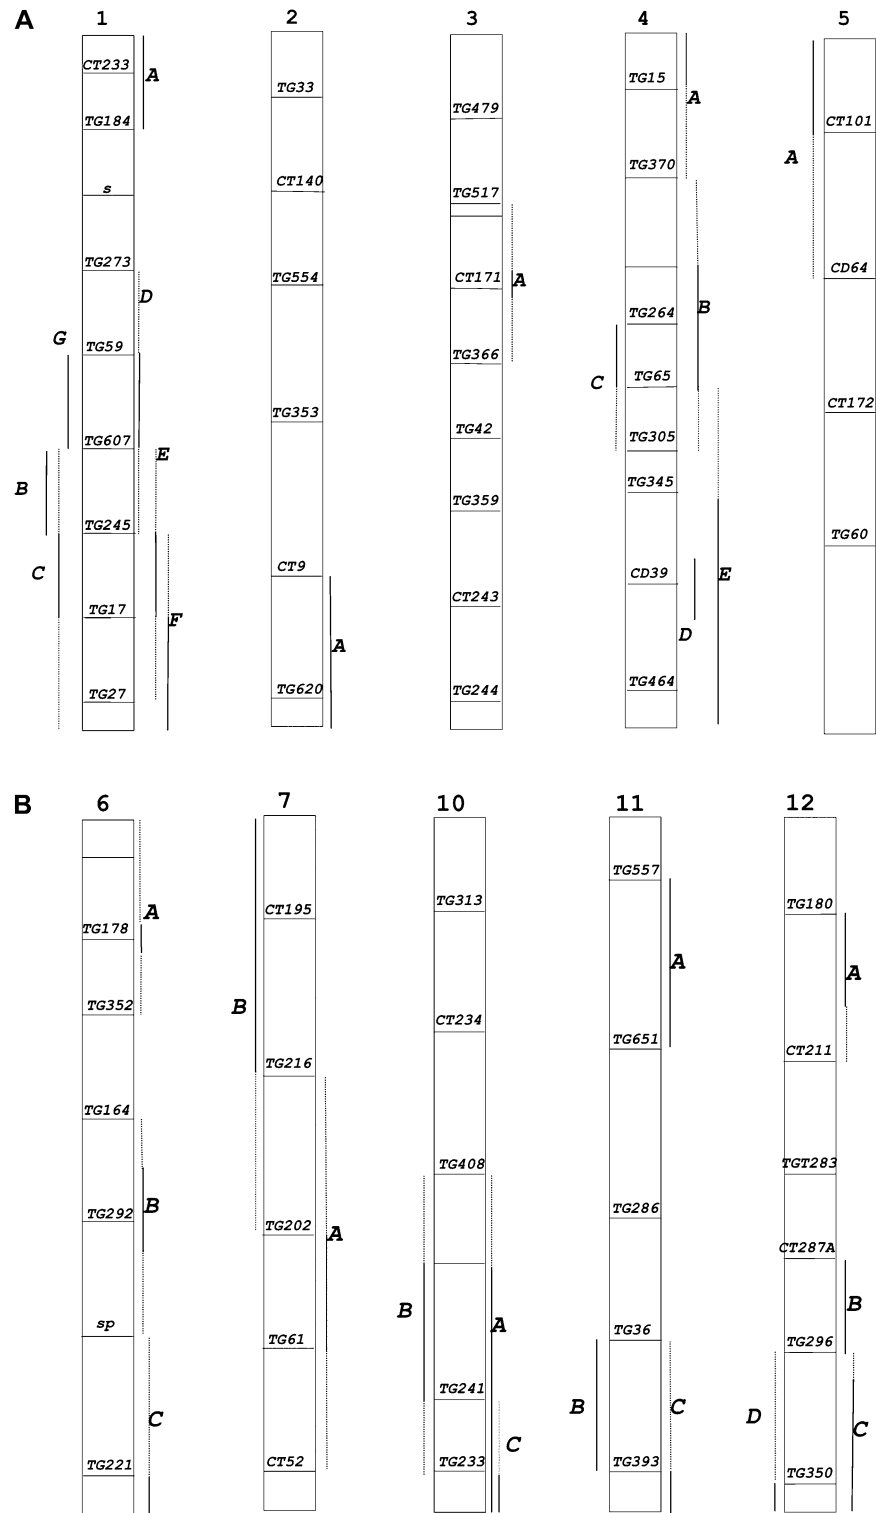 A 1 2 3 4 5
CT233
TG184
s
TG273
TG59
TG607
TG245
TG17
TG27
A
D
G
E
B
C
F
TG33
CT140
TG554
TG353
CT9
TG620
A
TG479
TG517
CT171
TG366
TG42
TG359
CT243
TG244
A
TG15
TG370
TG264
TG65
TG305
TG345
CD39
TG464
A
B
C
E
D
CT101
CD64
CT172
TG60
A
B 6 7 10 11 12
TG178
TG352
TG164
TG292
sp
TG221
A
B
C
CT195
TG216
TG202
TG61
CT52
B
A
TG313
CT234
TG408
TG241
TG233
B
A
C
TG557
TG651
TG286
TG36
TG393
A
B
C
TG180
CT211
TGT283
CT287A
TG296
TG350
A
B
D
C